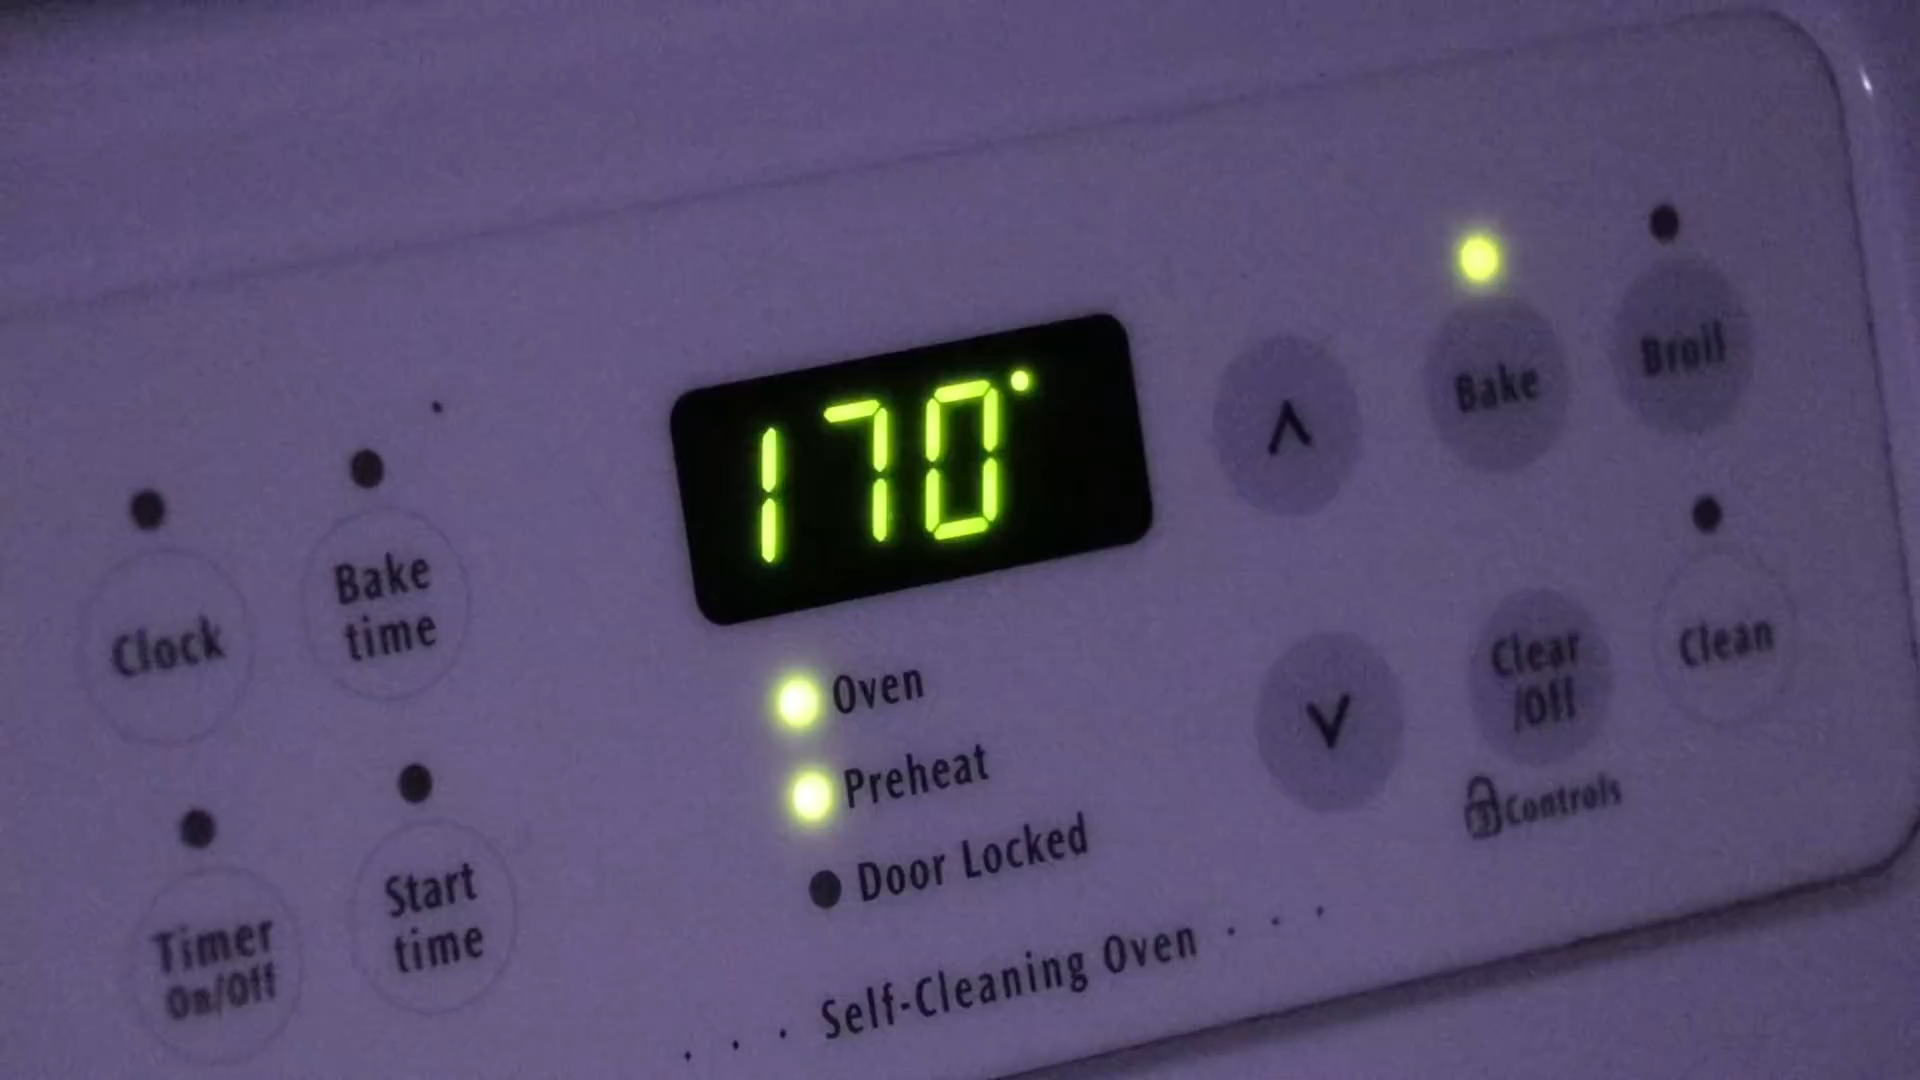 170°
Bake
Broil
∧
Clock
Bake
time
Oven
Preheat
Door Locked
∨
Clear
/Off
Clean
Controls
Timer
On/Off
Start
time
. . . Self-Cleaning Oven . . .